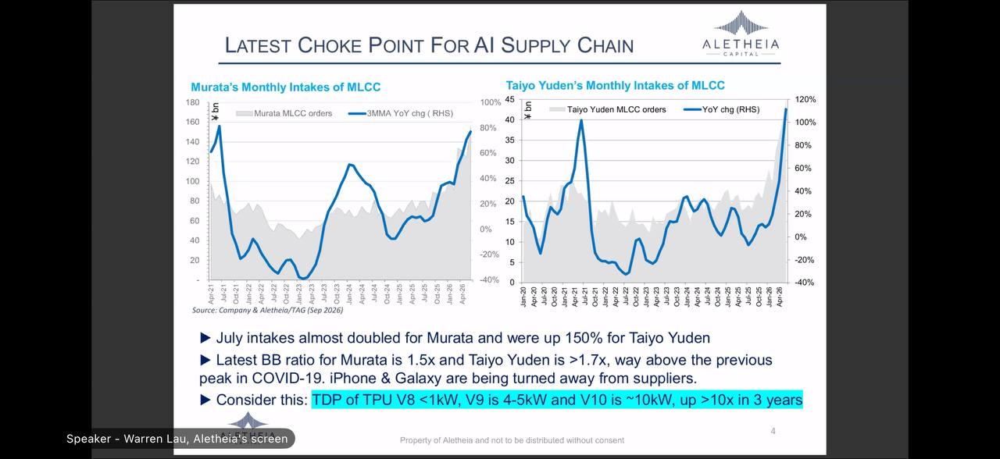 LATEST CHOKE POINT FOR AI SUPPLY CHAIN
ALETHEIA
CAPITAL
Murata's Monthly Intakes of MLCC
¥ bn
Murata MLCC orders
3MMA YoY chg ( RHS)
180
160
140
120
100
80
60
40
20
-
100%
80%
60%
40%
20%
0%
-20%
-40%
Apr-21
Jul-21
Oct-21
Jan-22
Apr-22
Jul-22
Oct-22
Jan-23
Apr-23
Jul-23
Oct-23
Jan-24
Apr-24
Jul-24
Oct-24
Jan-25
Apr-25
Jul-25
Oct-25
Jan-26
Apr-26
Source: Company & Aletheia/TAG (Sep 2026)
Taiyo Yuden's Monthly Intakes of MLCC
¥ bn
Taiyo Yuden MLCC orders
YoY chg (RHS)
45
40
35
30
25
20
15
10
5
0
120%
100%
80%
60%
40%
20%
0%
-20%
-40%
Jan-20
Apr-20
Jul-20
Oct-20
Jan-21
Apr-21
Jul-21
Oct-21
Jan-22
Apr-22
Jul-22
Oct-22
Jan-23
Apr-23
Jul-23
Oct-23
Jan-24
Apr-24
Jul-24
Oct-24
Jan-25
Apr-25
Jul-25
Oct-25
Jan-26
Apr-26
▶ July intakes almost doubled for Murata and were up 150% for Taiyo Yuden
▶ Latest BB ratio for Murata is 1.5x and Taiyo Yuden is >1.7x, way above the previous
peak in COVID-19. iPhone & Galaxy are being turned away from suppliers.
▶ Consider this: TDP of TPU V8 <1kW, V9 is 4-5kW and V10 is ~10kW, up >10x in 3 years
Speaker - Warren Lau, Aletheia's screen
Property of Aletheia and not to be distributed without consent
4